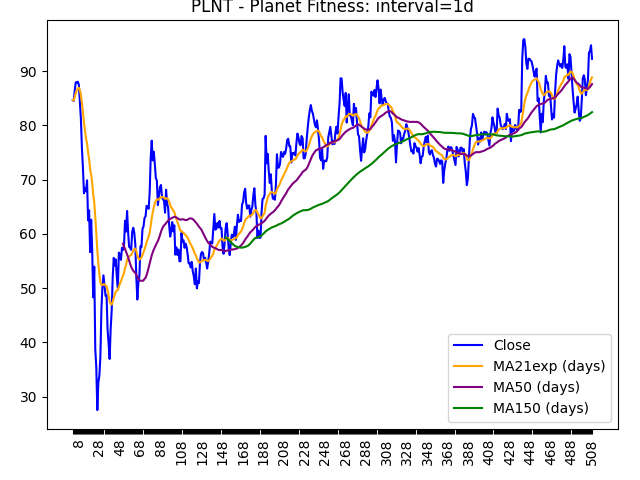 PLNT - Planet Fitness: interval=1d
90
80
70
60
50
40
30
Close
MA21exp (days)
MA50 (days)
MA150 (days)
8 28 48 68 88 108 128 148 168 188 208 228 248 268 288 308 328 348 368 388 408 428 448 468 488 508